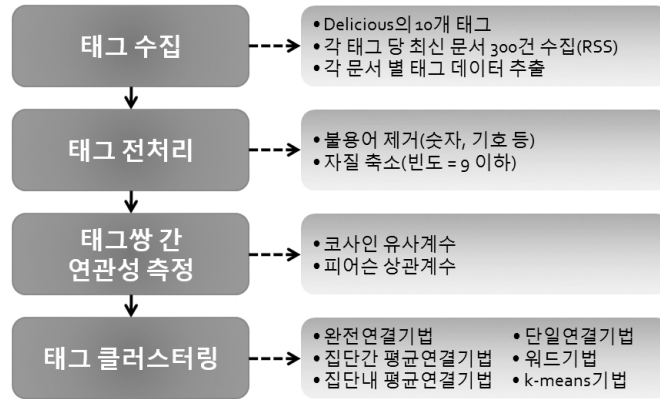 태그 수집
• Delicious의 10개 태그
• 각 태그 당 최신 문서 300건 수집(RSS)
• 각 문서 별 태그 데이터 추출
태그 전처리
• 불용어 제거(숫자, 기호 등)
• 자질 축소(빈도 = 9 이하)
태그쌍 간
연관성 측정
• 코사인 유사계수
• 피어슨 상관계수
태그 클러스터링
• 완전연결기법 • 단일연결기법
• 집단간 평균연결기법 • 워드기법
• 집단내 평균연결기법 • k-means기법